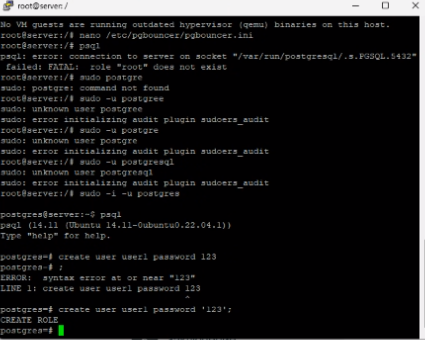 root@server: /
No VM guests are running outdated hypervisor (qemu) binaries on this host.
root@server:/# nano /etc/pgbouncer/pgbouncer.ini
root@server:/# psql
psql: error: connection to server on socket "/var/run/postgresql/.s.PGSQL.5432"
 failed: FATAL:  role "root" does not exist
root@server:/# sudo postgre
sudo: postgre: command not found
root@server:/# sudo -u postgree
sudo: unknown user postgree
sudo: error initializing audit plugin sudoers_audit
root@server:/# sudo -u postgre
sudo: unknown user postgre
sudo: error initializing audit plugin sudoers_audit
root@server:/# sudo -u postgresql
sudo: unknown user postgresql
sudo: error initializing audit plugin sudoers_audit
root@server:/# sudo -i -u postgres
postgres@server:~$ psql
psql (14.11 (Ubuntu 14.11-0ubuntu0.22.04.1))
Type "help" for help.
postgres=# create user user1 password 123
postgres-# ;
ERROR:  syntax error at or near "123"
LINE 1: create user user1 password 123
^
postgres=# create user user1 password '123';
CREATE ROLE
postgres=#